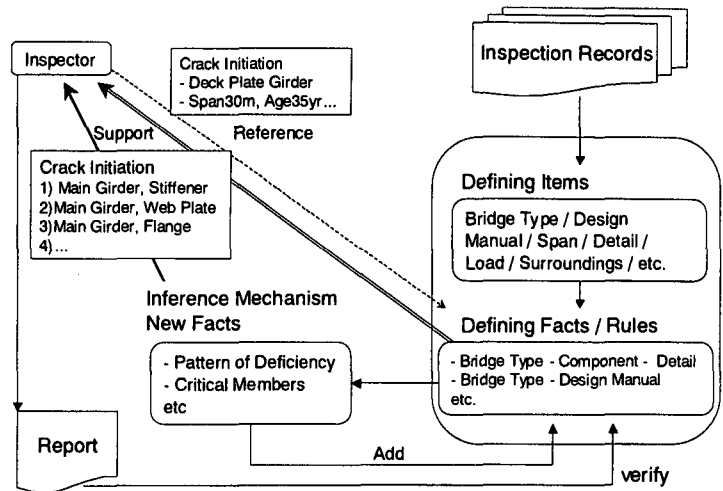 Inspector
Crack Initiation
- Deck Plate Girder
- Span30m, Age35yr...
Inspection Records
Support
Reference
Crack Initiation
1) Main Girder, Stiffener
2)Main Girder, Web Plate
3)Main Girder, Flange
4)...
Defining Items
Bridge Type / Design
Manual / Span / Detail /
Load / Surroundings / etc.
Inference Mechanism
New Facts
Defining Facts / Rules
- Pattern of Deficiency
- Critical Members
etc
- Bridge Type - Component - Detail
- Bridge Type - Design Manual
etc.
Report
Add
verify